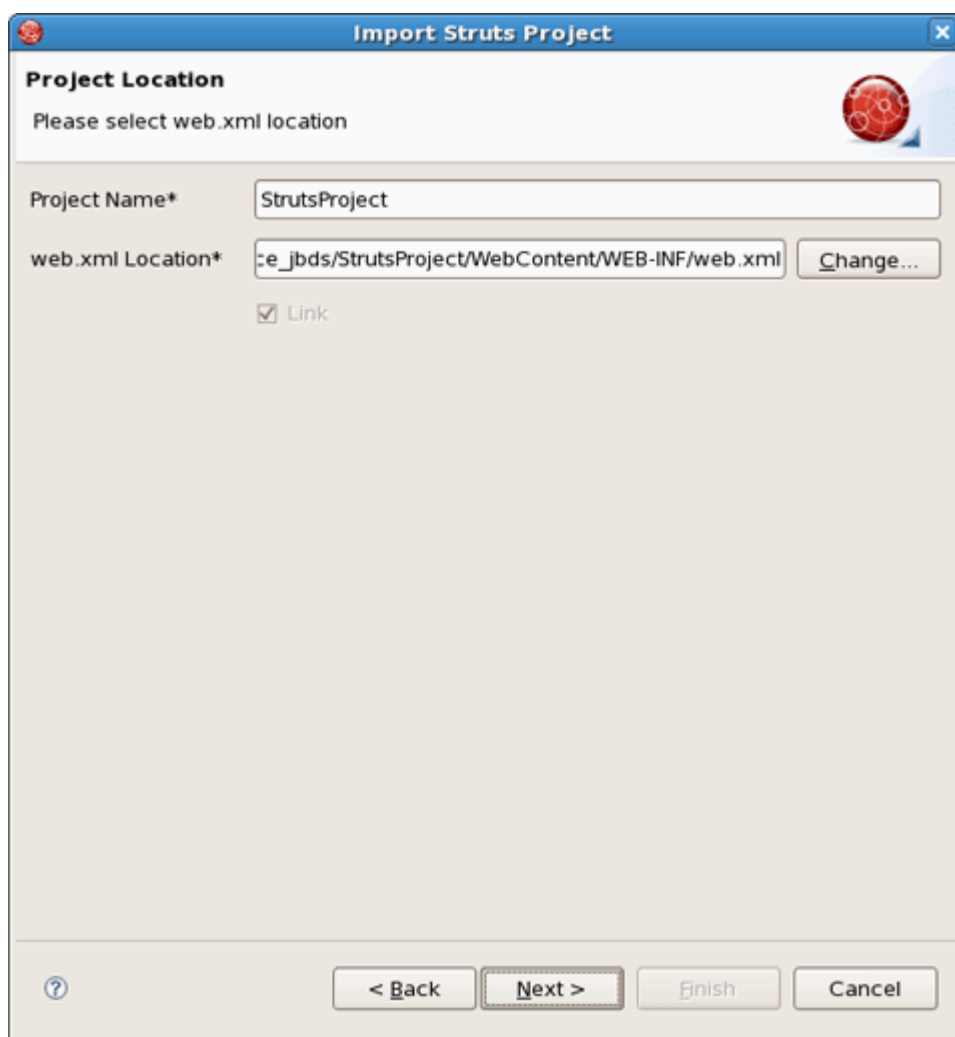 Import Struts Project
Project Location
Please select web.xml location
Project Name* StrutsProject
web.xml Location* ce_jbds/StrutsProject/WebContent/WEB-INF/web.xml Change...
Link
? < Back Next > Finish Cancel